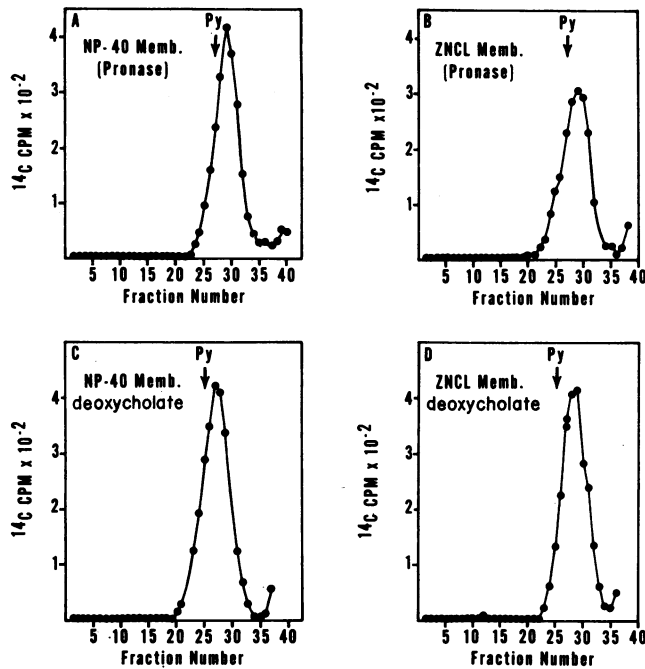 A
NP-40 Memb.
(Pronase)
Py
14C CPM x 10-2
4
3
2
1
5 10 15 20 25 30 35 40
Fraction Number
B
ZNCL Memb.
(Pronase)
Py
14C CPM x10-2
4
3
2
1
5 10 15 20 25 30 35 40
Fraction Number
C
NP-40 Memb.
deoxycholate
Py
14C CPM x 10-2
4
3
2
1
5 10 15 20 25 30 35 40
Fraction Number
D
ZNCL Memb.
deoxycholate
Py
14C CPM x 10-2
4
3
2
1
5 10 15 20 25 30 35 40
Fraction Number